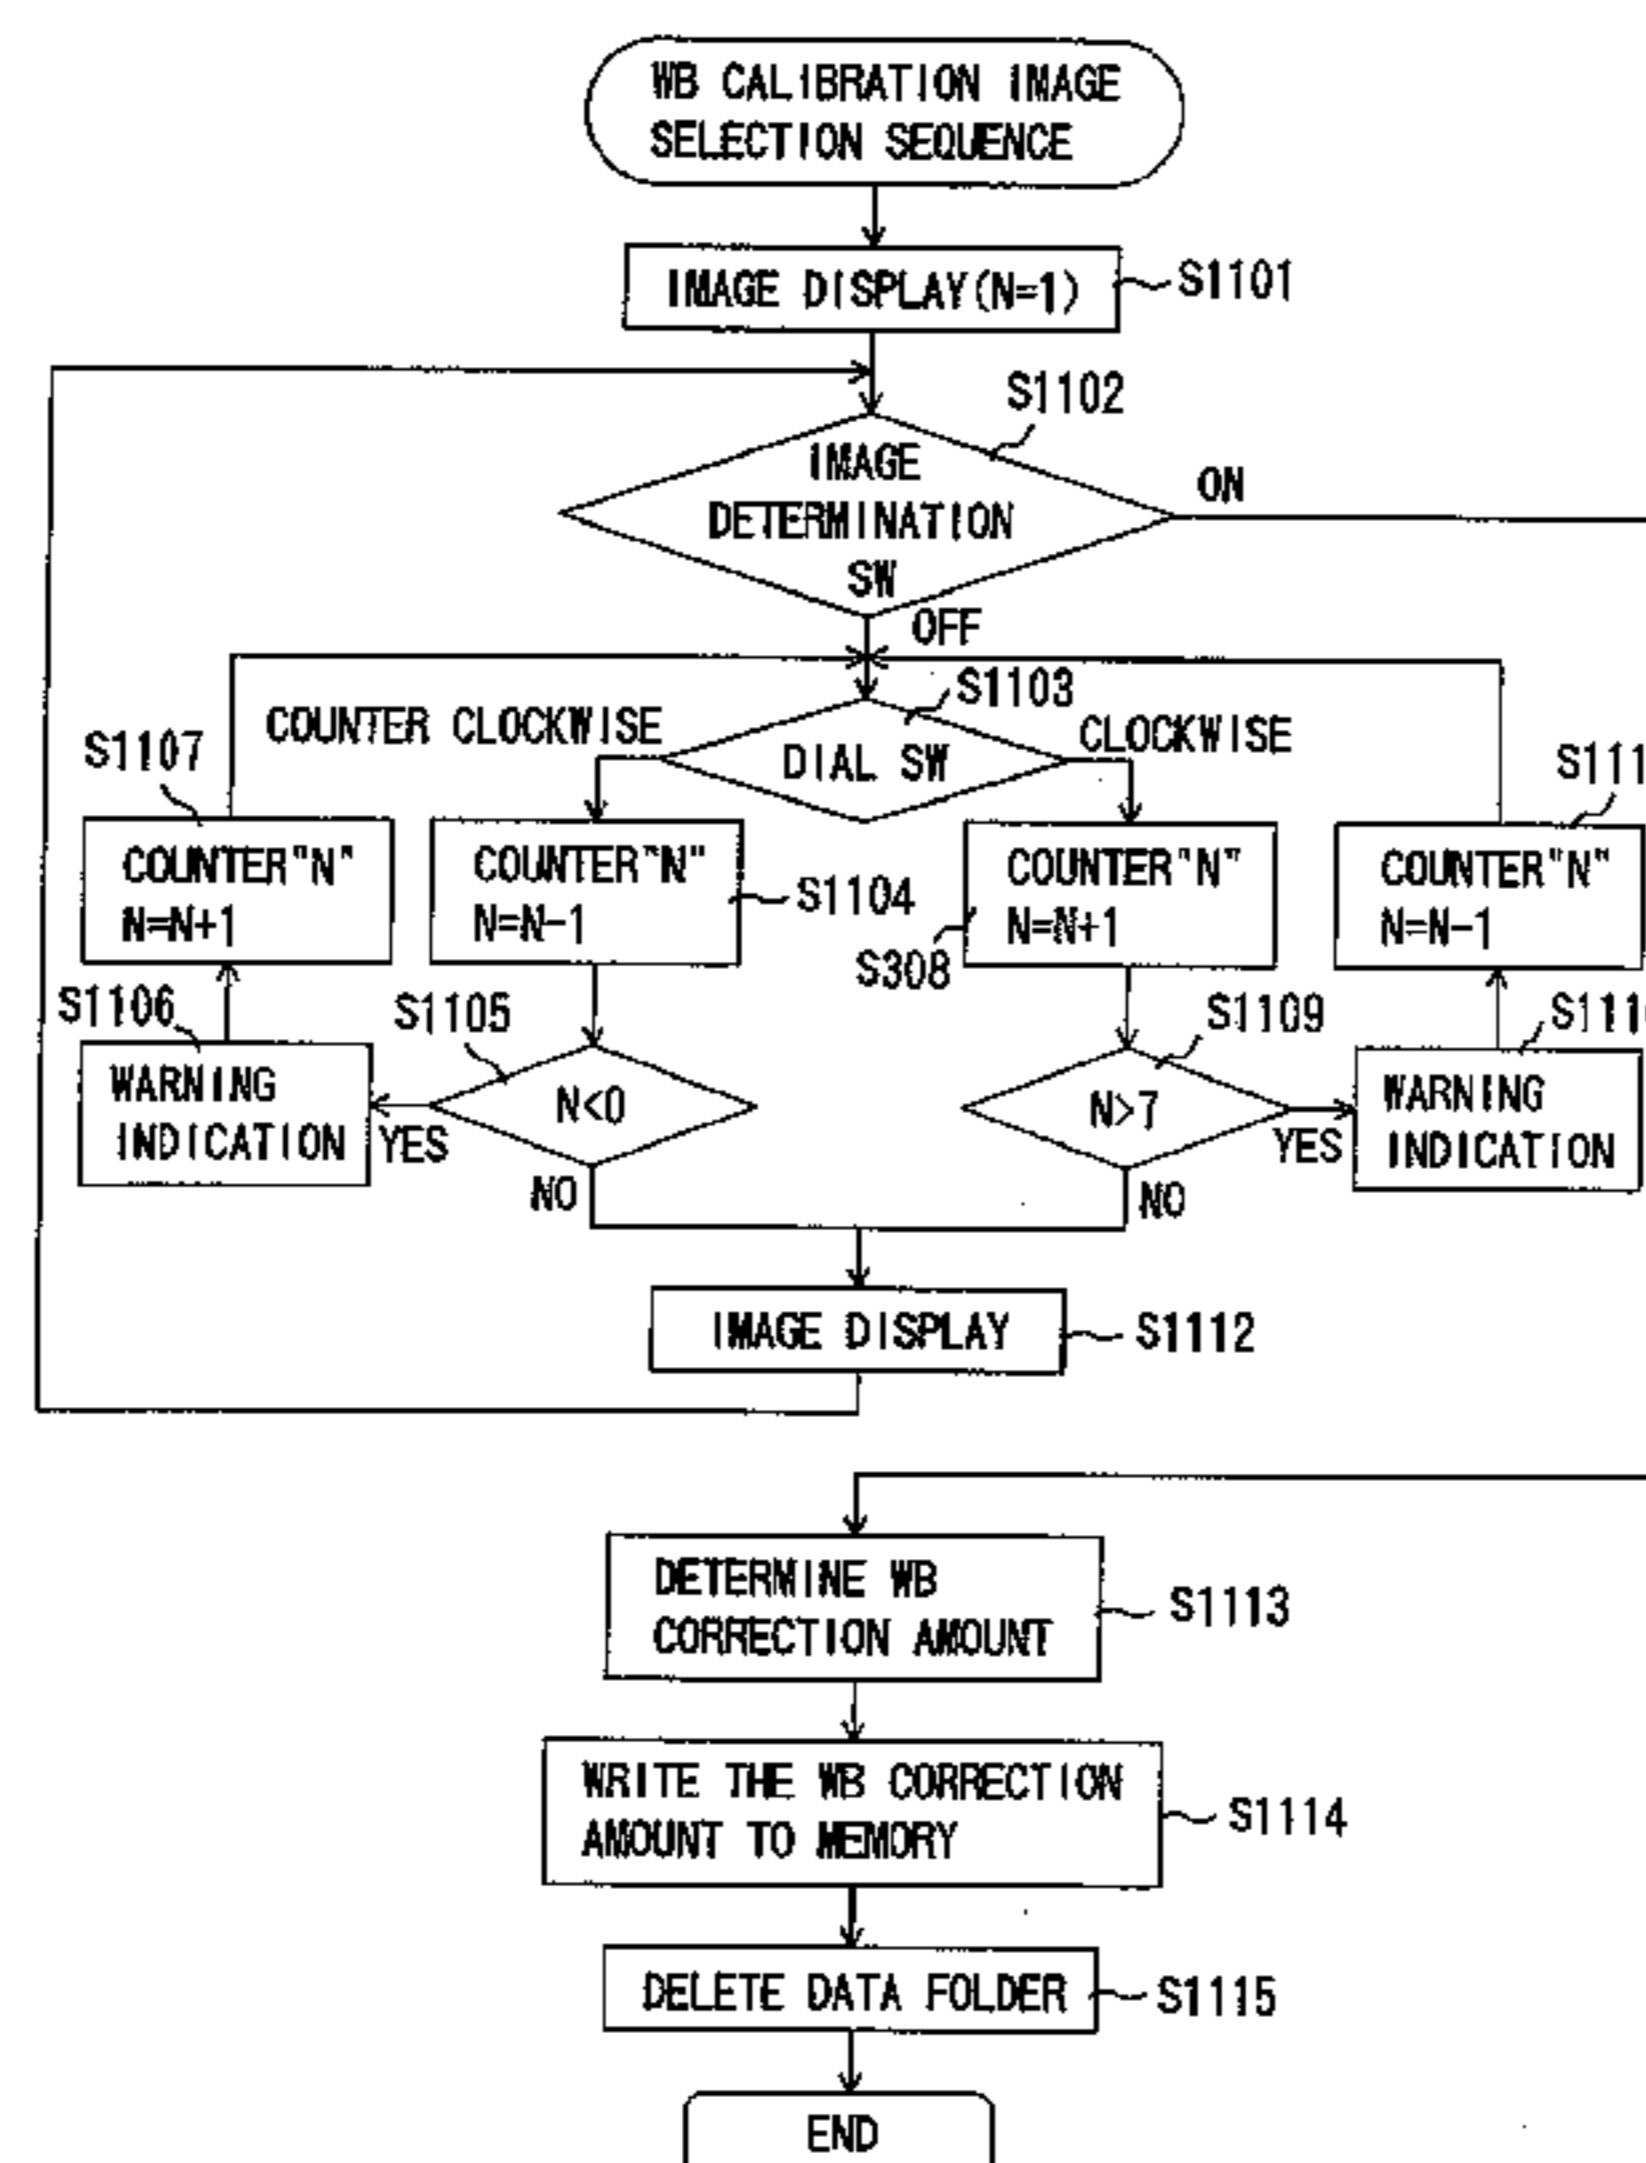 WB CALIBRATION IMAGE
SELECTION SEQUENCE
IMAGE DISPLAY(N=1)
S1101
S1102
IMAGE
DETERMINATION
SW
ON
OFF
S1103
COUNTER CLOCKWISE
DIAL SW
CLOCKWISE
S1107
S111
COUNTER"N"
N=N+1
COUNTER"N"
N=N-1
S1104
COUNTER"N"
N=N+1
S308
COUNTER"N"
N=N-1
S1106
S1105
S1109
S111
WARNING
INDICATION
YES
N<0
NO
N>7
YES
NO
WARNING
INDICATION
IMAGE DISPLAY
S1112
DETERMINE WB
CORRECTION AMOUNT
S1113
WRITE THE WB CORRECTION
AMOUNT TO MEMORY
S1114
DELETE DATA FOLDER
S1115
END